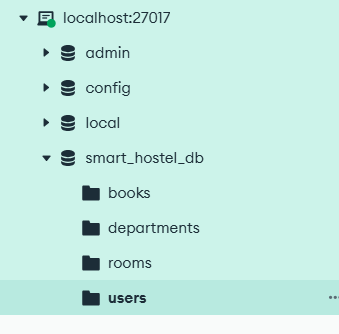 localhost:27017
admin
config
local
smart_hostel_db
books
departments
rooms
users